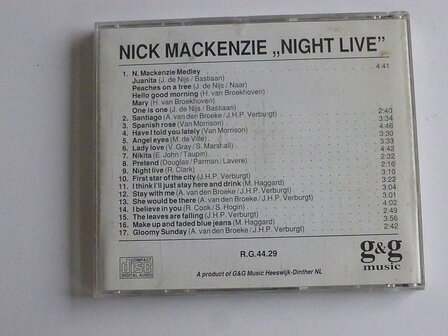 NICK MACKENZIE „NIGHT LIVE”
1. N. Mackenzie Medley 4:41
Juanita (J. de Nijs / Bastiaan)
Peaches on a tree (J. de Nijs / Naar)
Hello good morning (H. van Broekhoven)
Mary (H. van Broekhoven)
One is one (J. de Nijs / Bastiaan)
2. Santiago (A. van den Broeke / J.H.P. Verburgt) 2:40
3. Spanish rose (Van Morrison) 3:34
4. Have I told you lately (Van Morrison) 4:46
5. Angel eyes (M. de Ville) 3:30
6. Lady love (V. Gray / S. Marshall) 3:33
7. Nikita (E. John / Taupin) 4:42
8. Pretend (Douglas / Parman / Lavere) 2:32
9. Night live (R. Clark) 2:16
10. First star of the city (J.H.P. Verburgt) 3:10
11. I think I'll just stay here and drink (M. Haggard) 3:22
12. Stay with me (A. van den Broeke / J.H.P. Verburgt) 3:04
13. She would be there (A. van den Broeke / J.H.P. Verburgt) 3:01
14. I believe in you (R. Cook / S. Hogin) 4:02
15. The leaves are falling (J.H.P. Verburgt) 2:49
16. Make up and faded blue jeans (M. Haggard) 3:56
17. Gloomy Sunday (A. van den Broeke / J.H.P. Verburgt) 2:42
R.G.44.29
COMPACT
disc
DIGITAL AUDIO
A product of G&G Music Heeswijk-Dinther NL
g&g
music